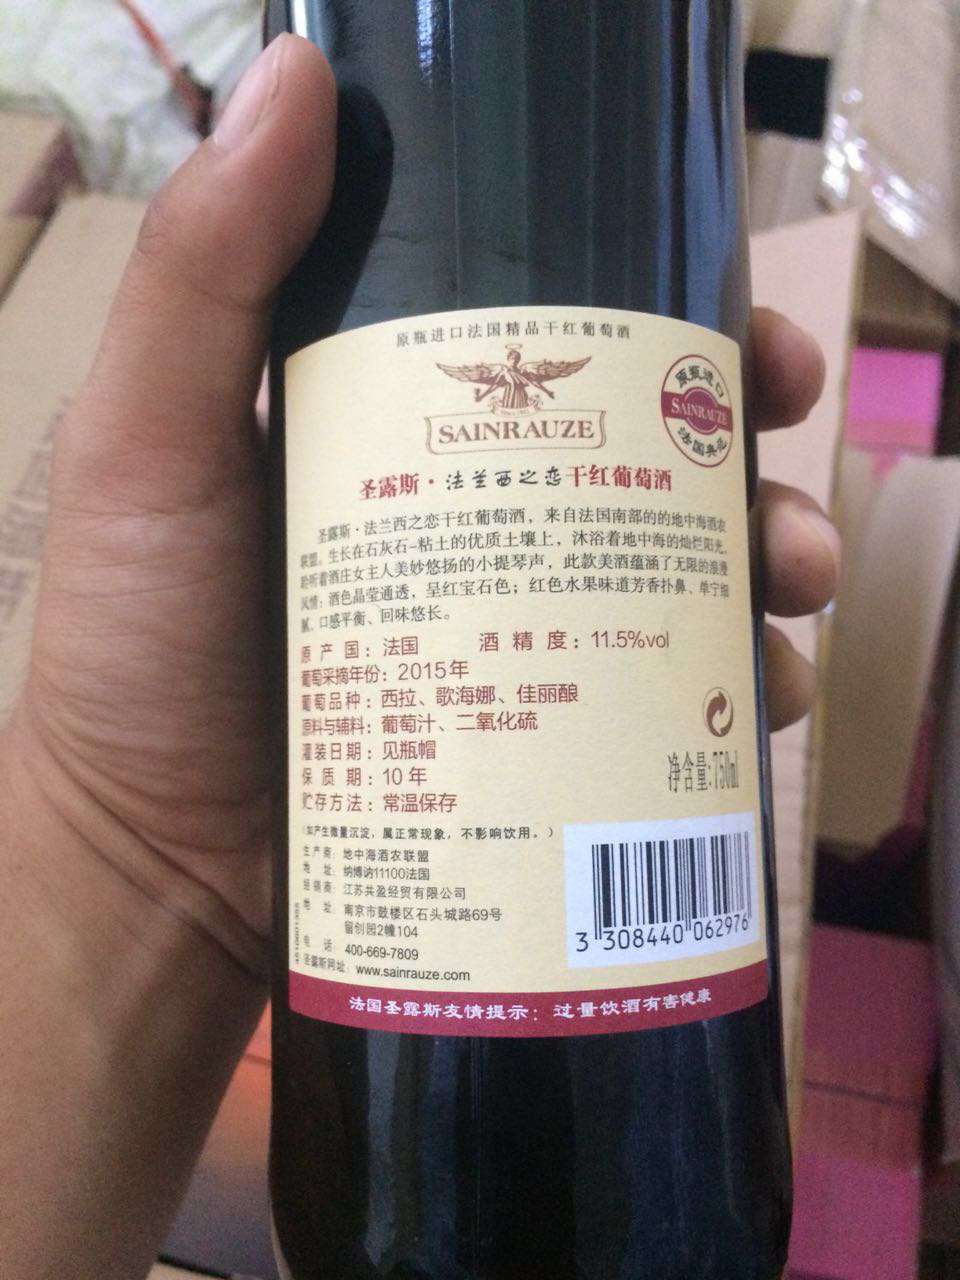 原瓶进口法国精品干红葡萄酒
SAINRAUZE
原瓶进口
SAINRAUZE
法国典范
圣露斯·法兰西之恋干红葡萄酒
圣露斯·法兰西之恋干红葡萄酒，来自法国南部的的地中海酒农
联盟。生长在石灰石-粘土的优质土壤上，沐浴着地中海的灿烂阳光，
聆听着酒庄女主人美妙悠扬的小提琴声，此款美酒蕴涵了无限的浪漫
风情；酒色晶莹通透，呈红宝石色；红色水果味道芳香扑鼻、单宁细
腻、口感平衡、回味悠长。
原产国：法国 酒精度：11.5%vol
葡萄采摘年份：2015年
葡萄品种：西拉、歌海娜、佳丽酿
原料与辅料：葡萄汁、二氧化硫
灌装日期：见瓶帽
保质期：10年
净含量:750ml
贮存方法：常温保存
（如产生微量沉淀，属正常现象，不影响饮用。）
生产商：地中海酒农联盟
地址：纳博讷11100法国
经销商：江苏共盈经贸有限公司
地址：南京市鼓楼区石头城路69号
留创园2幢104
电话：400-669-7809
圣露斯网址：www.sainrauze.com
3 308440 062976
法国圣露斯友情提示：过量饮酒有害健康